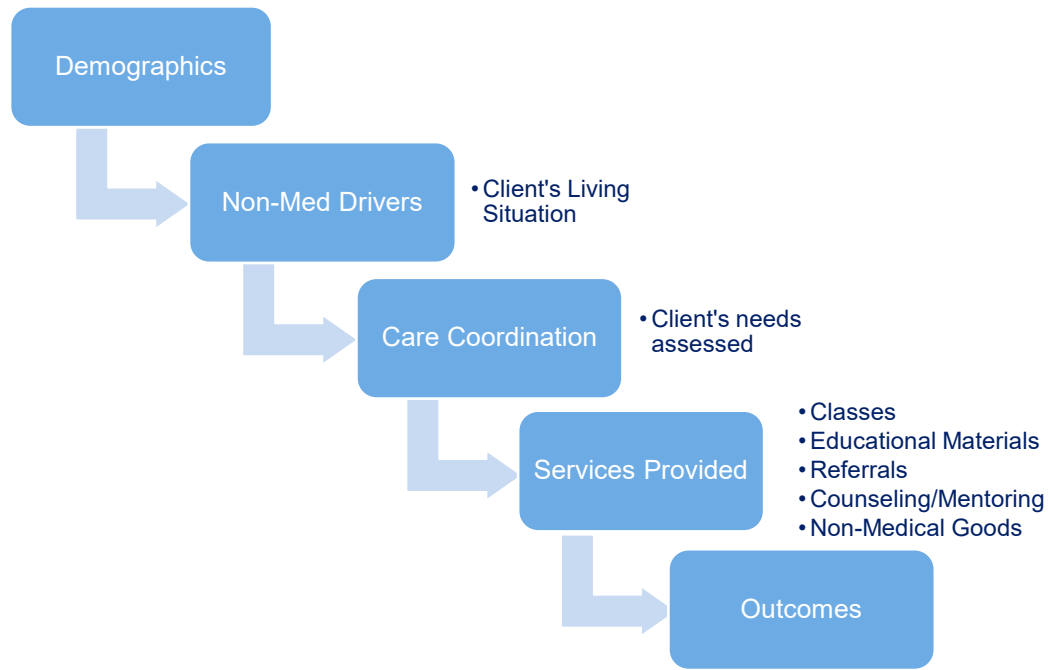 Demographics
Non-Med Drivers
• Client's Living
Situation
Care Coordination
• Client's needs
assessed
Services Provided
• Classes
• Educational Materials
• Referrals
• Counseling/Mentoring
• Non-Medical Goods
Outcomes